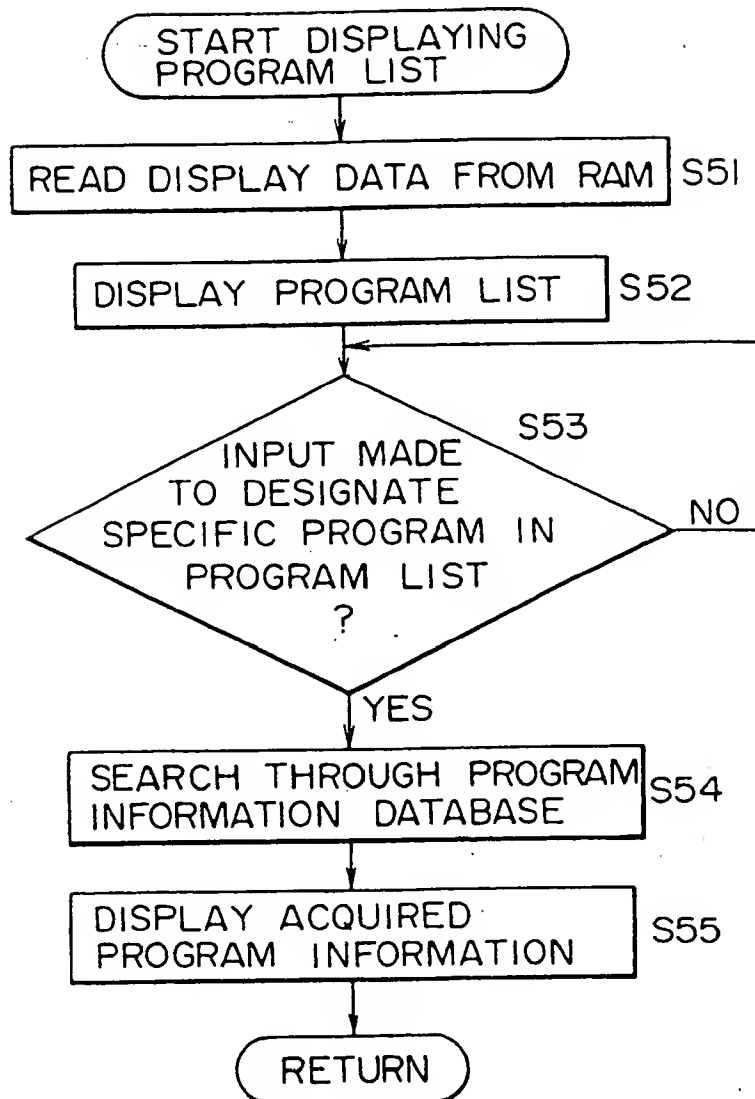 START DISPLAYING
PROGRAM LIST
READ DISPLAY DATA FROM RAM
S51
DISPLAY PROGRAM LIST
S52
S53
INPUT MADE
TO DESIGNATE
SPECIFIC PROGRAM IN
PROGRAM LIST
?
NO
YES
SEARCH THROUGH PROGRAM
INFORMATION DATABASE
S54
DISPLAY ACQUIRED
PROGRAM INFORMATION
S55
RETURN